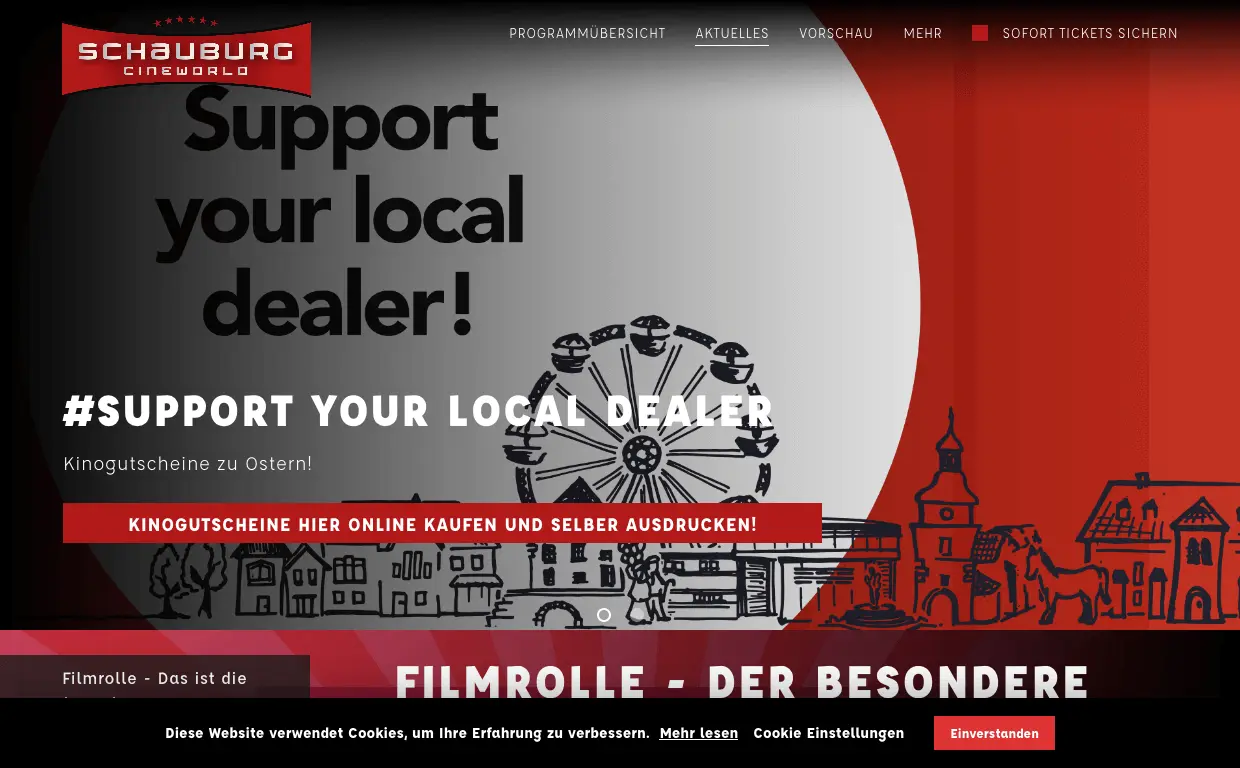 SCHAUBURG
CINEWORLD
PROGRAMMÜBERSICHT
AKTUELLES
VORSCHAU
MEHR
SOFORT TICKETS SICHERN
Support
your local
dealer!
#SUPPORT YOUR LOCAL DEALER
Kinogutscheine zu Ostern!
KINOGUTSCHEINE HIER ONLINE KAUFEN UND SELBER AUSDRUCKEN!
Filmrolle - Das ist die
FILMROLLE - DER BESONDERE
Diese Website verwendet Cookies, um Ihre Erfahrung zu verbessern. Mehr lesen Cookie Einstellungen Einverstanden